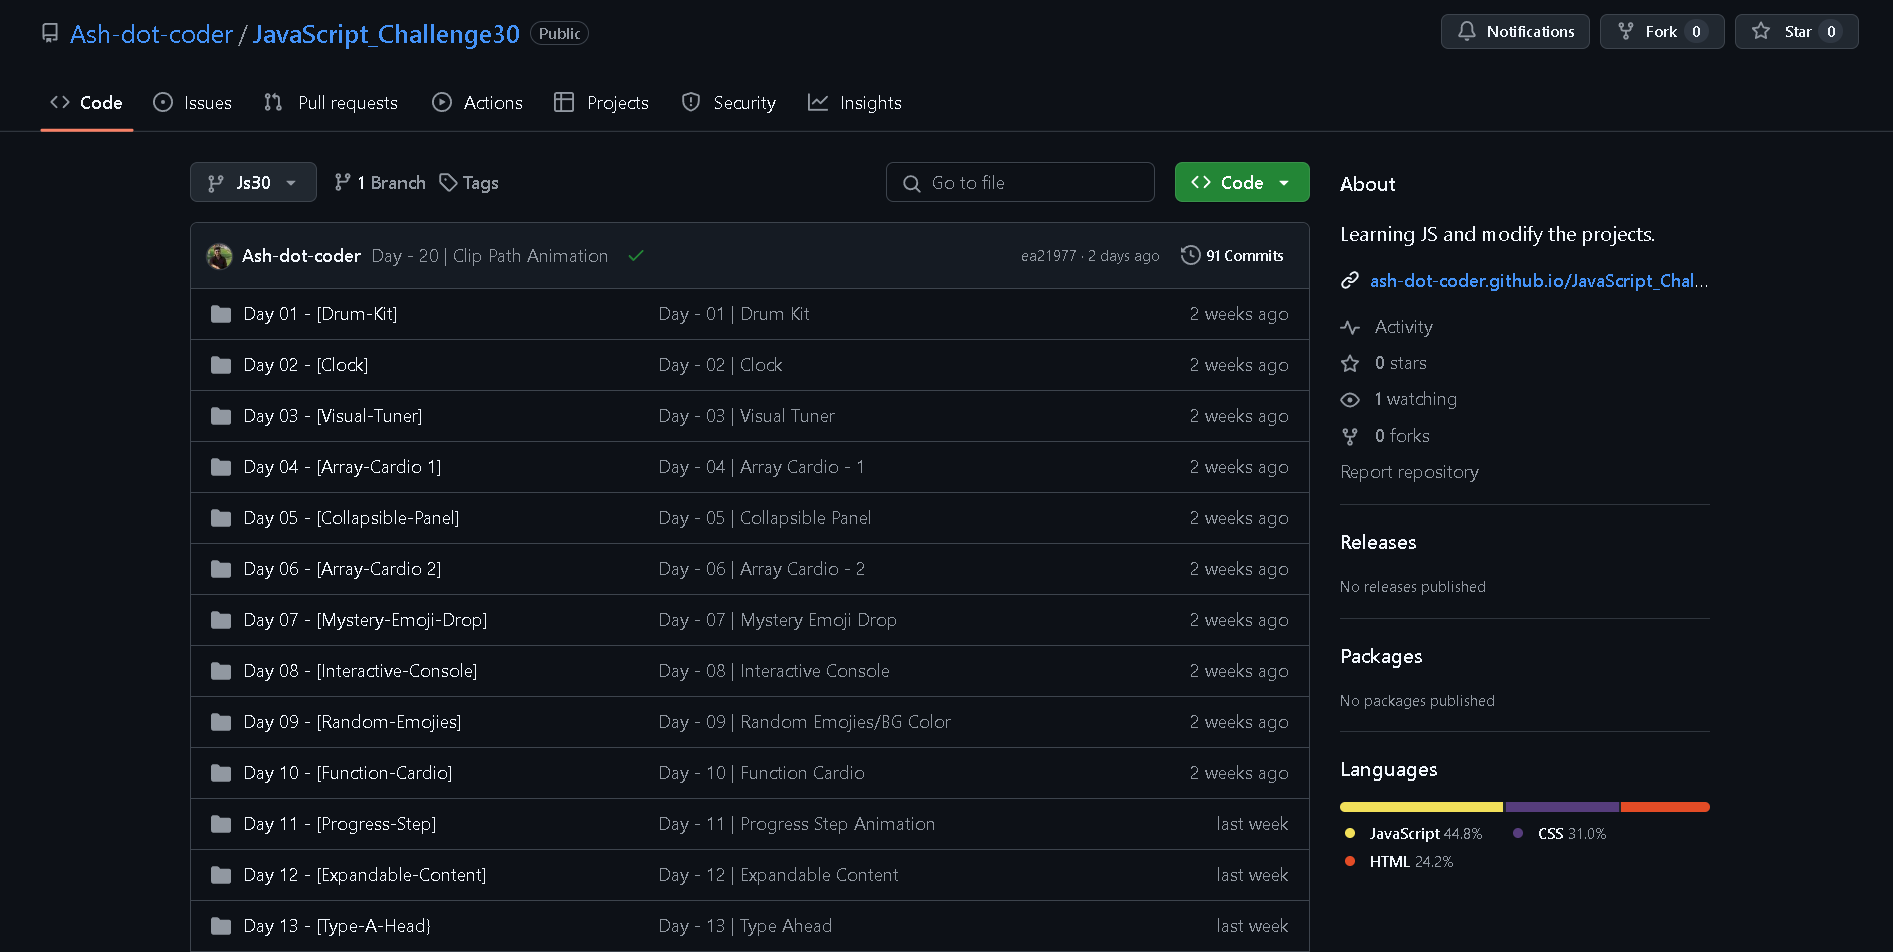 Ash-dot-coder / JavaScript_Challenge30 Public
Notifications
Fork 0
Star 0
Code
Issues
Pull requests
Actions
Projects
Security
Insights
Js30
1 Branch
Tags
Go to file
Code
Ash-dot-coder Day - 20 | Clip Path Animation
ea21977 · 2 days ago
91 Commits
Day 01 - [Drum-Kit] Day - 01 | Drum Kit 2 weeks ago
Day 02 - [Clock] Day - 02 | Clock 2 weeks ago
Day 03 - [Visual-Tuner] Day - 03 | Visual Tuner 2 weeks ago
Day 04 - [Array-Cardio 1] Day - 04 | Array Cardio - 1 2 weeks ago
Day 05 - [Collapsible-Panel] Day - 05 | Collapsible Panel 2 weeks ago
Day 06 - [Array-Cardio 2] Day - 06 | Array Cardio - 2 2 weeks ago
Day 07 - [Mystery-Emoji-Drop] Day - 07 | Mystery Emoji Drop 2 weeks ago
Day 08 - [Interactive-Console] Day - 08 | Interactive Console 2 weeks ago
Day 09 - [Random-Emojies] Day - 09 | Random Emojies/BG Color 2 weeks ago
Day 10 - [Function-Cardio] Day - 10 | Function Cardio 2 weeks ago
Day 11 - [Progress-Step] Day - 11 | Progress Step Animation last week
Day 12 - [Expandable-Content] Day - 12 | Expandable Content last week
Day 13 - [Type-A-Head} Day - 13 | Type Ahead last week
About
Learning JS and modify the projects.
ash-dot-coder.github.io/JavaScript_Chal...
Activity
0 stars
1 watching
0 forks
Report repository
Releases
No releases published
Packages
No packages published
Languages
JavaScript 44.8% CSS 31.0%
HTML 24.2%